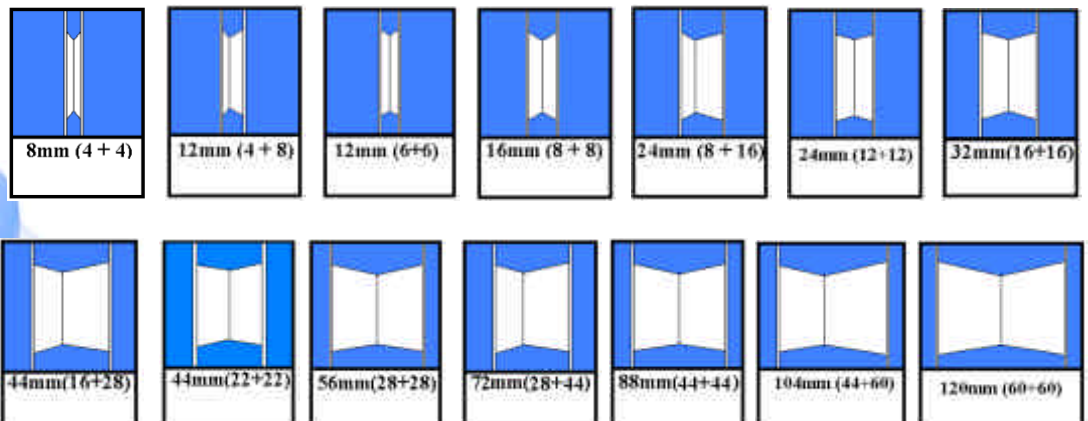 8mm (4 + 4)
12mm (4 + 8)
12mm (6+6)
16mm (8 + 8)
24mm (8 + 16)
24mm (12+12)
32mm(16+16)
44mm(16+28)
44mm(22+22)
56mm(28+28)
72mm(28+44)
88mm(44+44)
104mm (44+60)
120mm (60+60)